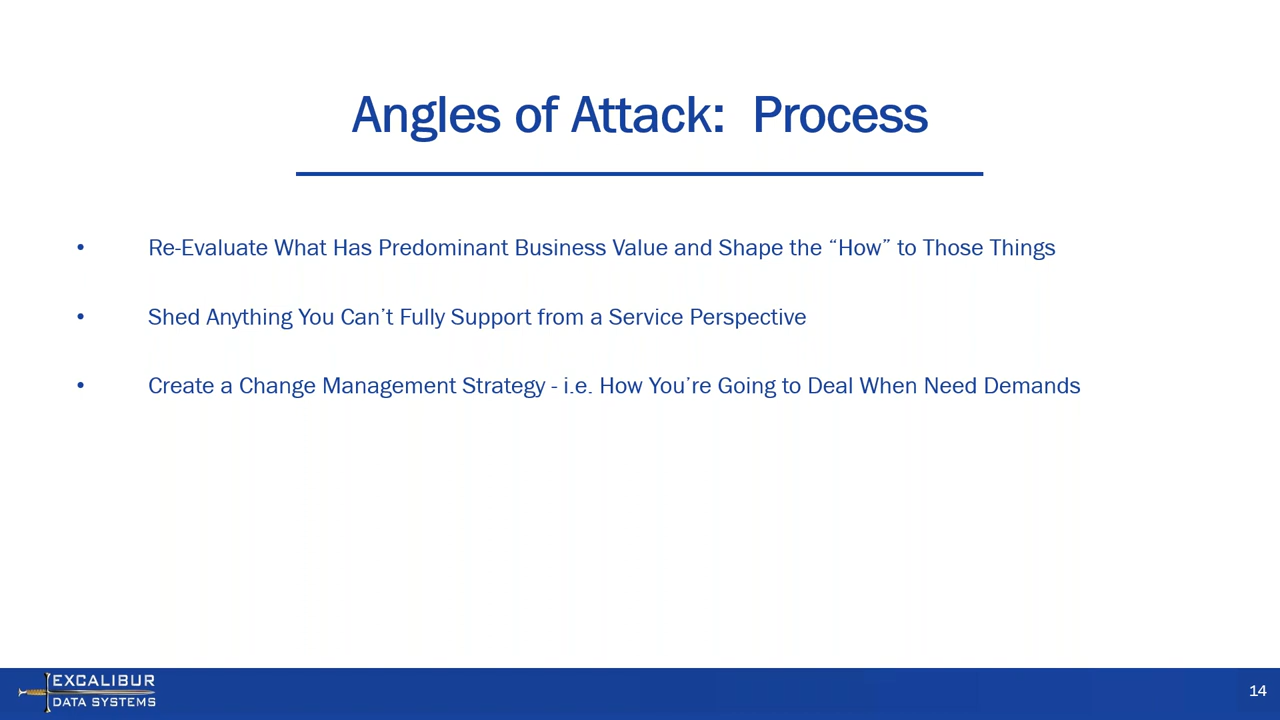 Angles of Attack:  Process
• Re-Evaluate What Has Predominant Business Value and Shape the “How” to Those Things
• Shed Anything You Can’t Fully Support from a Service Perspective
• Create a Change Management Strategy - i.e. How You’re Going to Deal When Need Demands
EXCALIBUR
DATA SYSTEMS
14